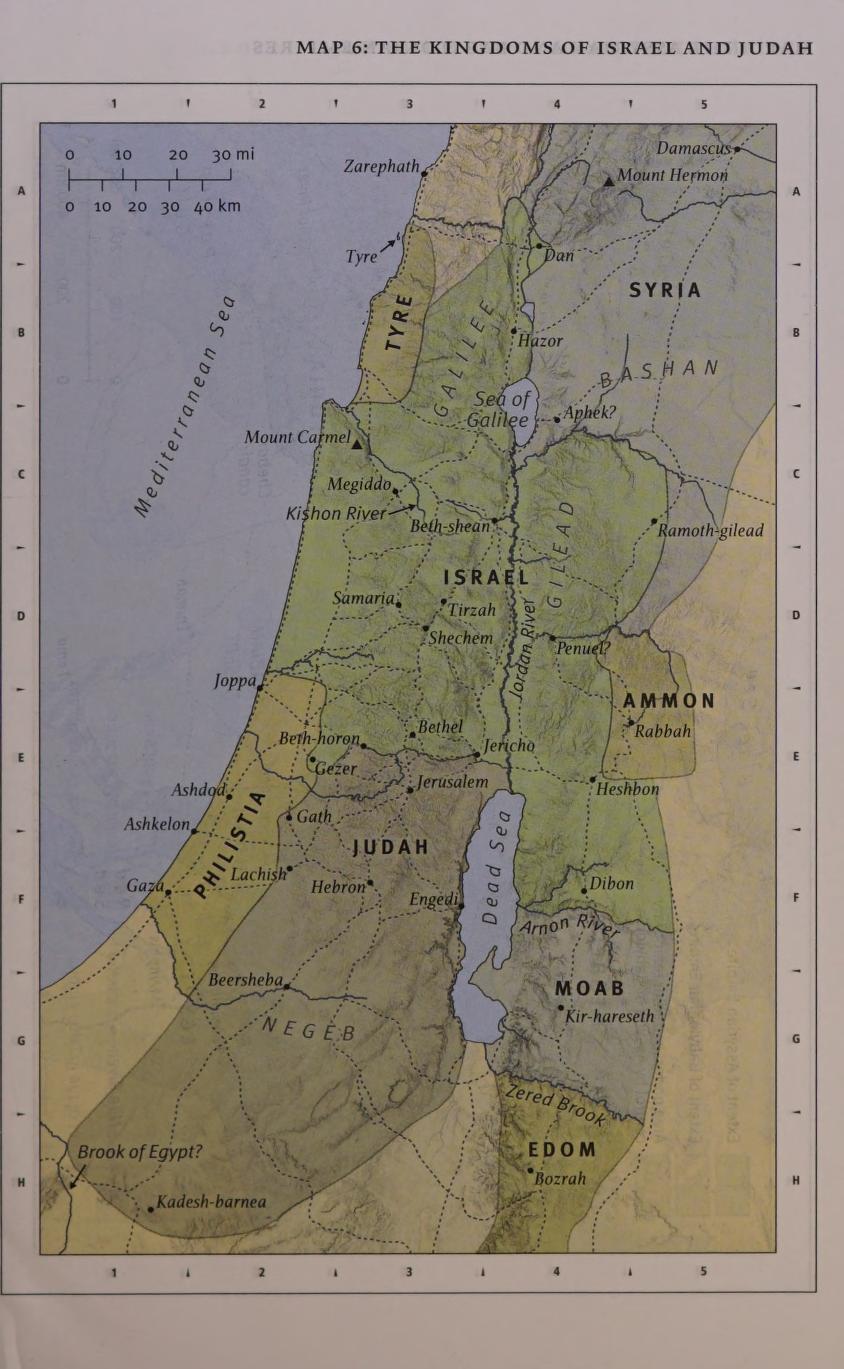 MAP 6: THE KINGDOMS OF ISRAEL AND JUDAH
1 2 3 4 5
0 10 20 30 mi
0 10 20 30 40 km
Damascus
Zarephath
Mount Hermon
A A
Tyre
Dan
SYRIA
TYRE
B B
Hazor
GALILEE
BASHAN
Mediterranean Sea
Sea of
Galilee
Aphek?
Mount Carmel
C C
Megiddo
Kishon River
Beth-shean
Ramoth-gilead
GILEAD
ISRAEL
Samaria
Tirzah
D D
Shechem
Jordan River
Penuel?
Joppa
AMMON
Bethel
Rabbah
Beth-horon
Jericho
E E
Gezer
Jerusalem
Heshbon
Ashdod
Gath
Ashkelon
PHILISTIA
JUDAH
Dead Sea
Lachish
Gaza
Hebron
Dibon
Engedi
F F
Arnon River
Beersheba
MOAB
Kir-hareseth
NEGEB
G G
Zered Brook
Brook of Egypt?
EDOM
Bozrah
H H
Kadesh-barnea
1 2 3 4 5